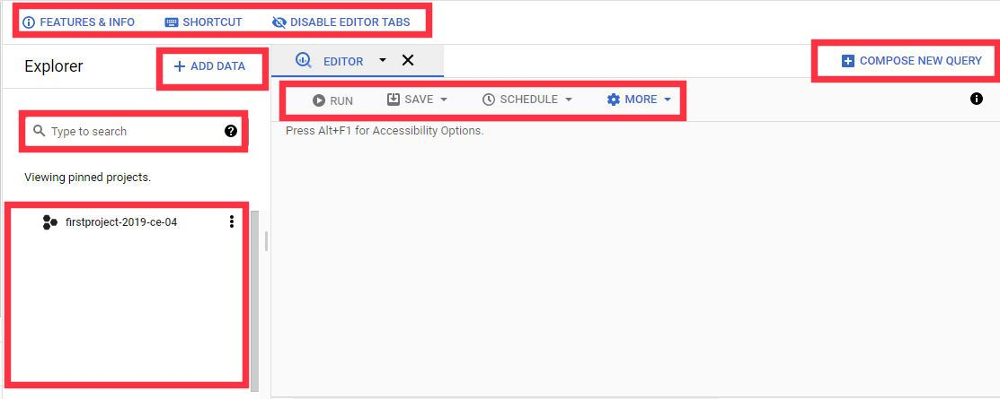 FEATURES & INFO SHORTCUT DISABLE EDITOR TABS
Explorer + ADD DATA
EDITOR
COMPOSE NEW QUERY
RUN SAVE SCHEDULE MORE
Type to search
Press Alt+F1 for Accessibility Options.
Viewing pinned projects.
firstproject-2019-ce-04